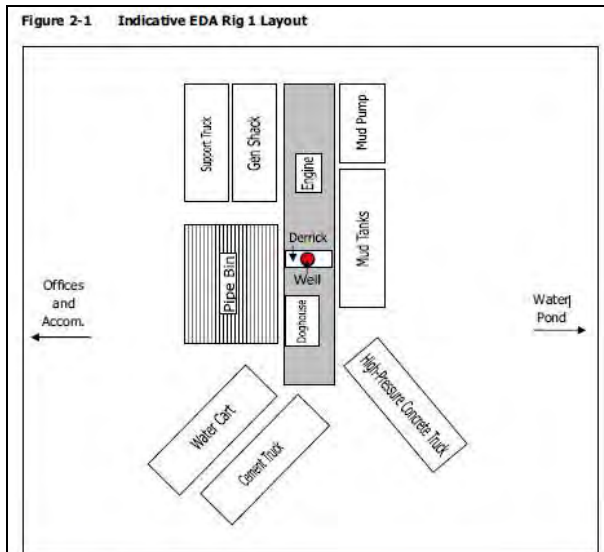 Figure 2-1 Indicative EDA Rig 1 Layout
Support Truck
Gen Shack
Engine
Mud Pump
Mud Tanks
Derrick
Well
Pipe Bin
Doghouse
Offices
and
Accom.
Water
Pond
High-Pressure Concrete Truck
Water Cart
Cement Truck